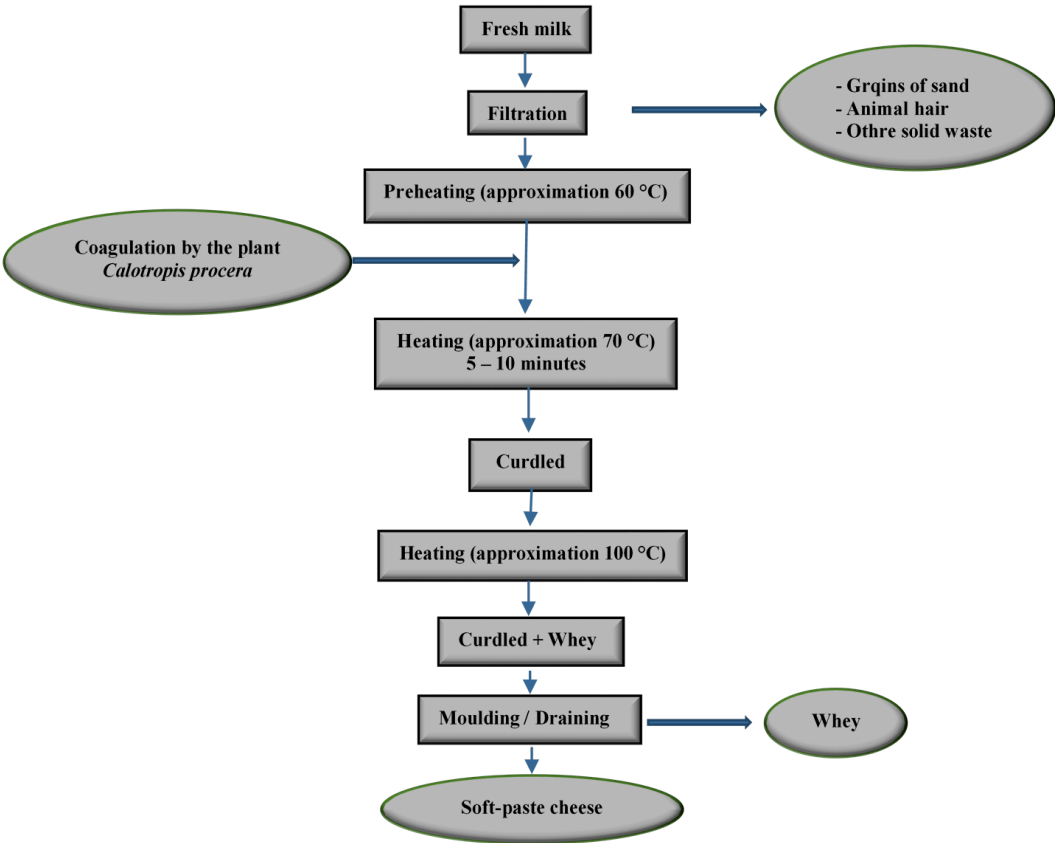 Fresh milk
Filtration
- Grqins of sand
- Animal hair
- Othre solid waste
Preheating (approximation 60 °C)
Coagulation by the plant
Calotropis procera
Heating (approximation 70 °C)
5 – 10 minutes
Curdled
Heating (approximation 100 °C)
Curdled + Whey
Moulding / Draining
Whey
Soft-paste cheese